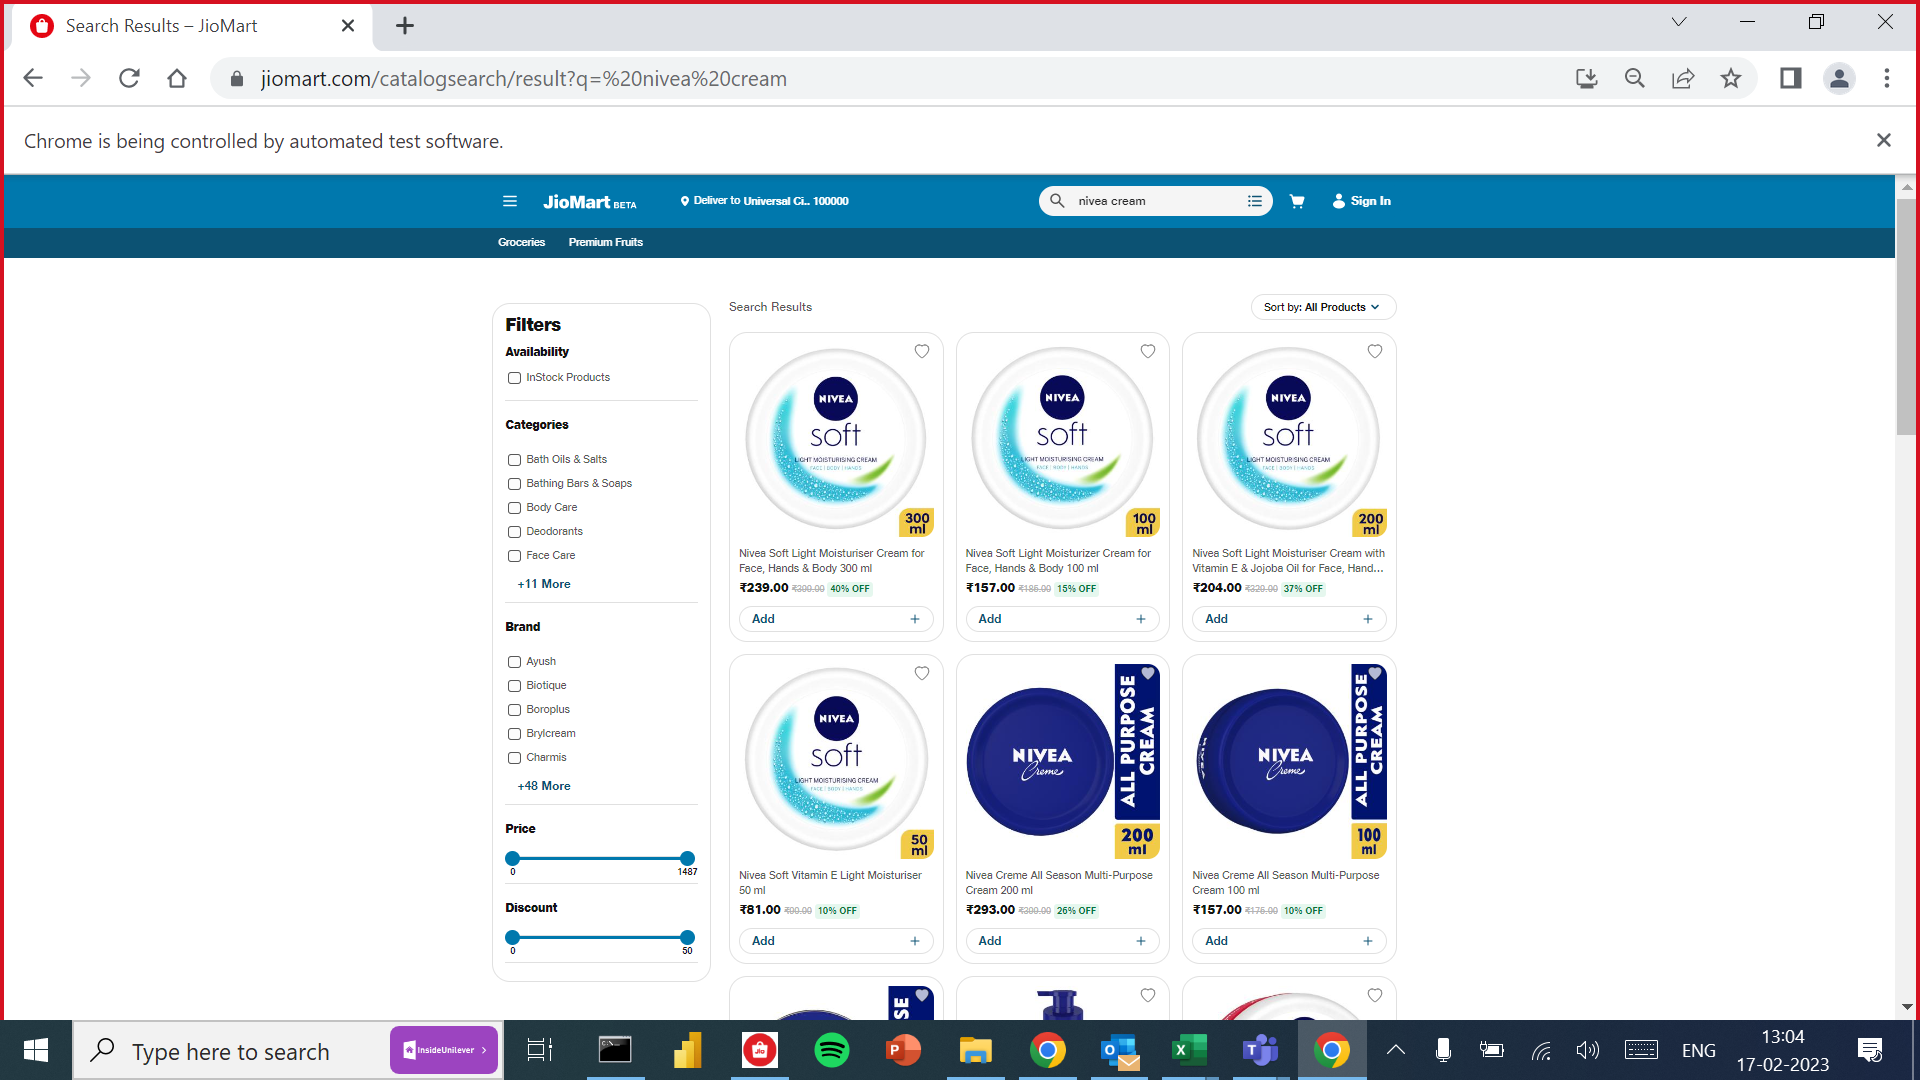 Search Results – JioMart
jiomart.com/catalogsearch/result?q=%20nivea%20cream
Chrome is being controlled by automated test software.
JioMart BETA
Deliver to Universal Ci.. 100000
nivea cream
Sign In
Groceries
Premium Fruits
Filters
Availability
InStock Products
Categories
Bath Oils & Salts
Bathing Bars & Soaps
Body Care
Deodorants
Face Care
+11 More
Brand
Ayush
Biotique
Boroplus
Brylcream
Charmis
+48 More
Price
0
1487
Discount
0
50
Search Results
Sort by: All Products
NIVEA
soft
LIGHT MOISTURISING CREAM
FACE | BODY | HANDS
300
ml
Nivea Soft Light Moisturiser Cream for
Face, Hands & Body 300 ml
₹239.00 40% OFF
Add +
NIVEA
soft
LIGHT MOISTURISING CREAM
FACE | BODY | HANDS
100
ml
Nivea Soft Light Moisturizer Cream for
Face, Hands & Body 100 ml
₹157.00 ₹185.00 15% OFF
Add +
NIVEA
soft
LIGHT MOISTURISING CREAM
FACE | BODY | HANDS
200
ml
Nivea Soft Light Moisturiser Cream with
Vitamin E & Jojoba Oil for Face, Hand...
₹204.00 37% OFF
Add +
NIVEA
soft
LIGHT MOISTURISING CREAM
FACE | BODY | HANDS
50
ml
Nivea Soft Vitamin E Light Moisturiser
50 ml
₹81.00 ₹90.00 10% OFF
Add +
NIVEA
Creme
ALL PURPOSE
CREAM
200
ml
Nivea Creme All Season Multi-Purpose
Cream 200 ml
₹293.00 26% OFF
Add +
NIVEA
Creme
ALL PURPOSE
CREAM
100
ml
Nivea Creme All Season Multi-Purpose
Cream 100 ml
₹157.00 ₹175.00 10% OFF
Add +
SE
Type here to search
InsideUnilever
ENG
13:04
17-02-2023